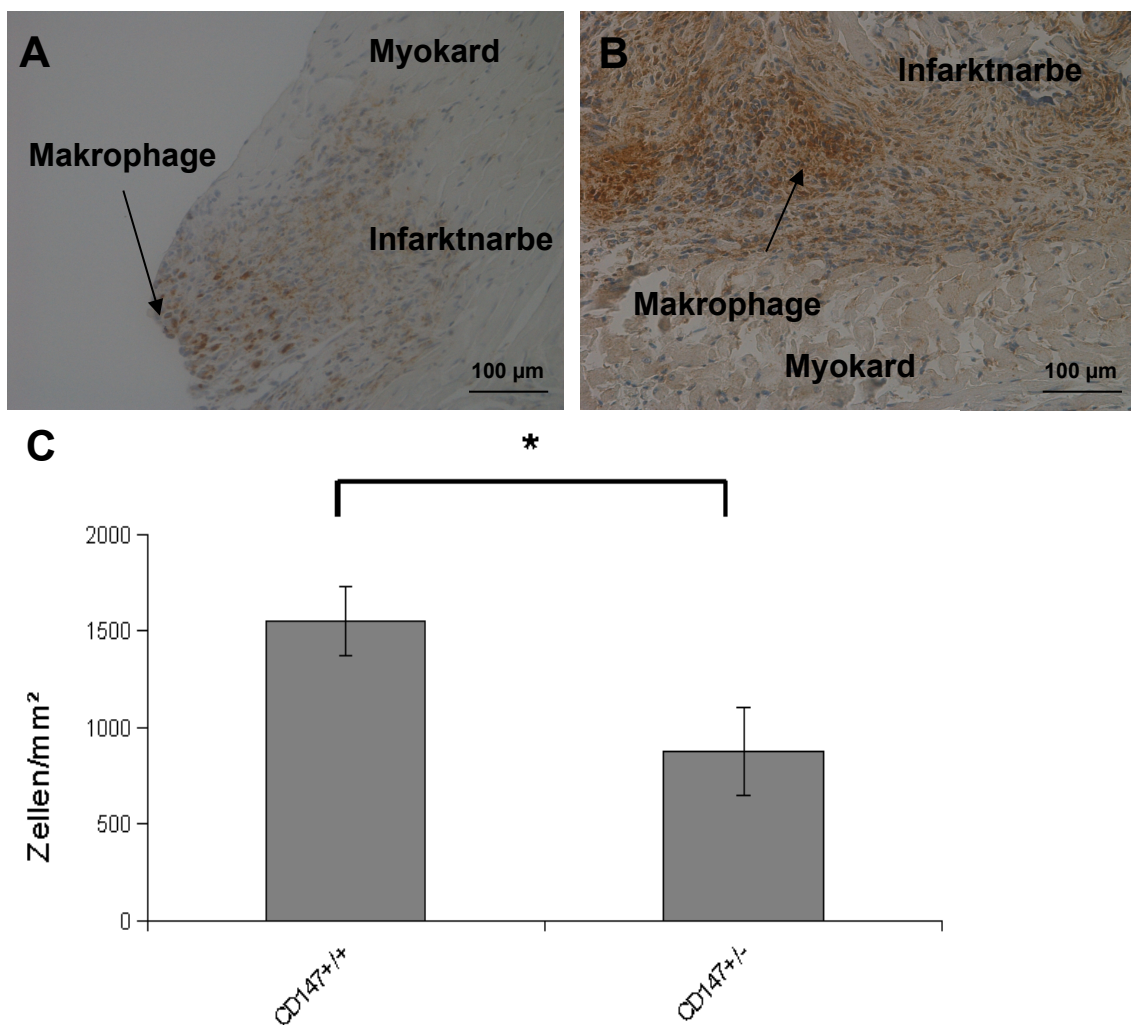 A
Myokard
Makrophage
Infarktnarbe
100 µm
B
Infarktnarbe
Makrophage
Myokard
100 µm
C
*
2000
1500
1000
500
0
Zellen/mm²
CD147+/+
CD147+/-